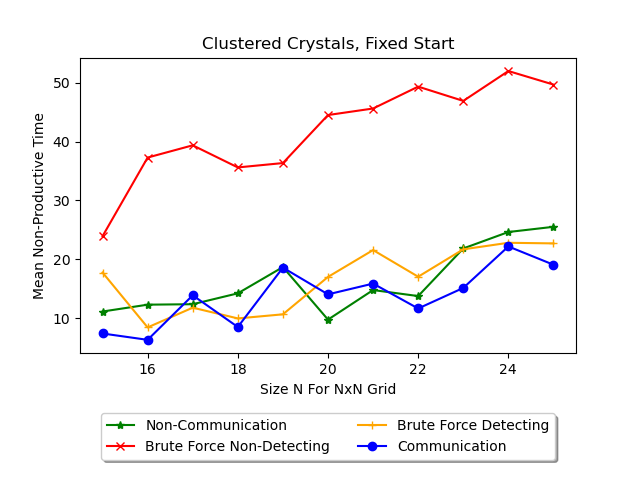 Clustered Crystals, Fixed Start
Mean Non-Productive Time
50
40
30
20
10
16 18 20 22 24
Size N For NxN Grid
Non-Communication Brute Force Detecting
Brute Force Non-Detecting Communication